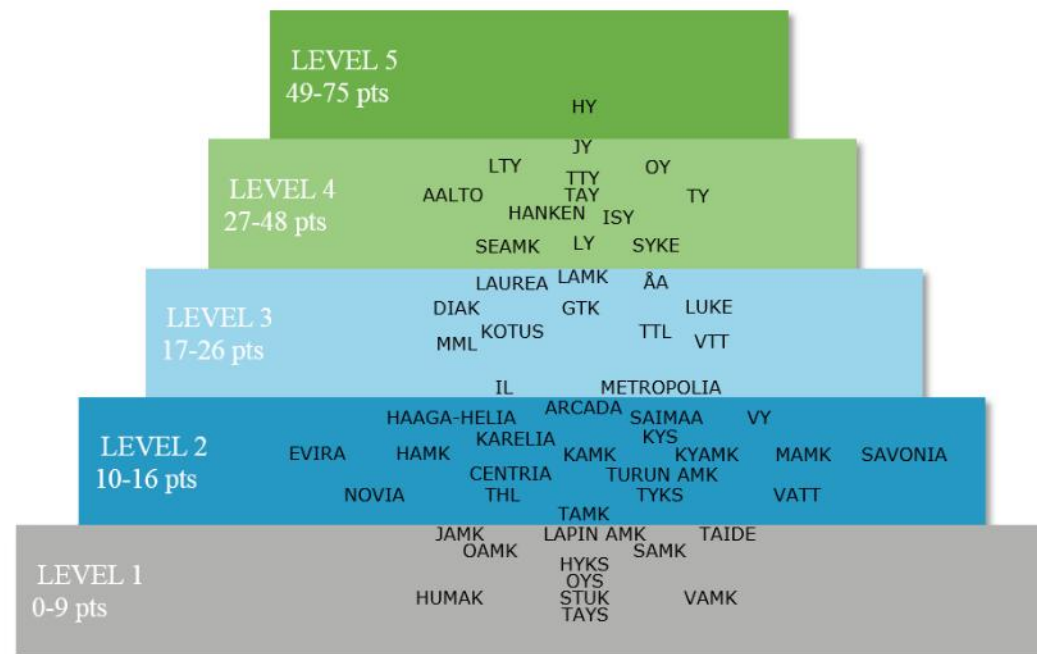 LEVEL 5
49-75 pts
HY
JY
LTY
OY
TTY
LEVEL 4
27-48 pts
AALTO
TAY
TY
HANKEN
ISY
SEAMK
LY
SYKE
LAUREA
LAMK
ÅA
LEVEL 3
17-26 pts
DIAK
GTK
LUKE
KOTUS
TTL
MML
VTT
IL
METROPOLIA
ARCADA
HAAGA-HELIA
SAIMAA
VY
KARELIA
KYS
LEVEL 2
10-16 pts
EVIRA
HAMK
KAMK
KYAMK
MAMK
SAVONIA
CENTRIA
TURUN AMK
NOVIA
THL
TYKS
VATT
TAMK
JAMK
LAPIN AMK
TAIDE
OAMK
SAMK
HYKS
LEVEL 1
0-9 pts
OYS
HUMAK
STUK
VAMK
TAYS